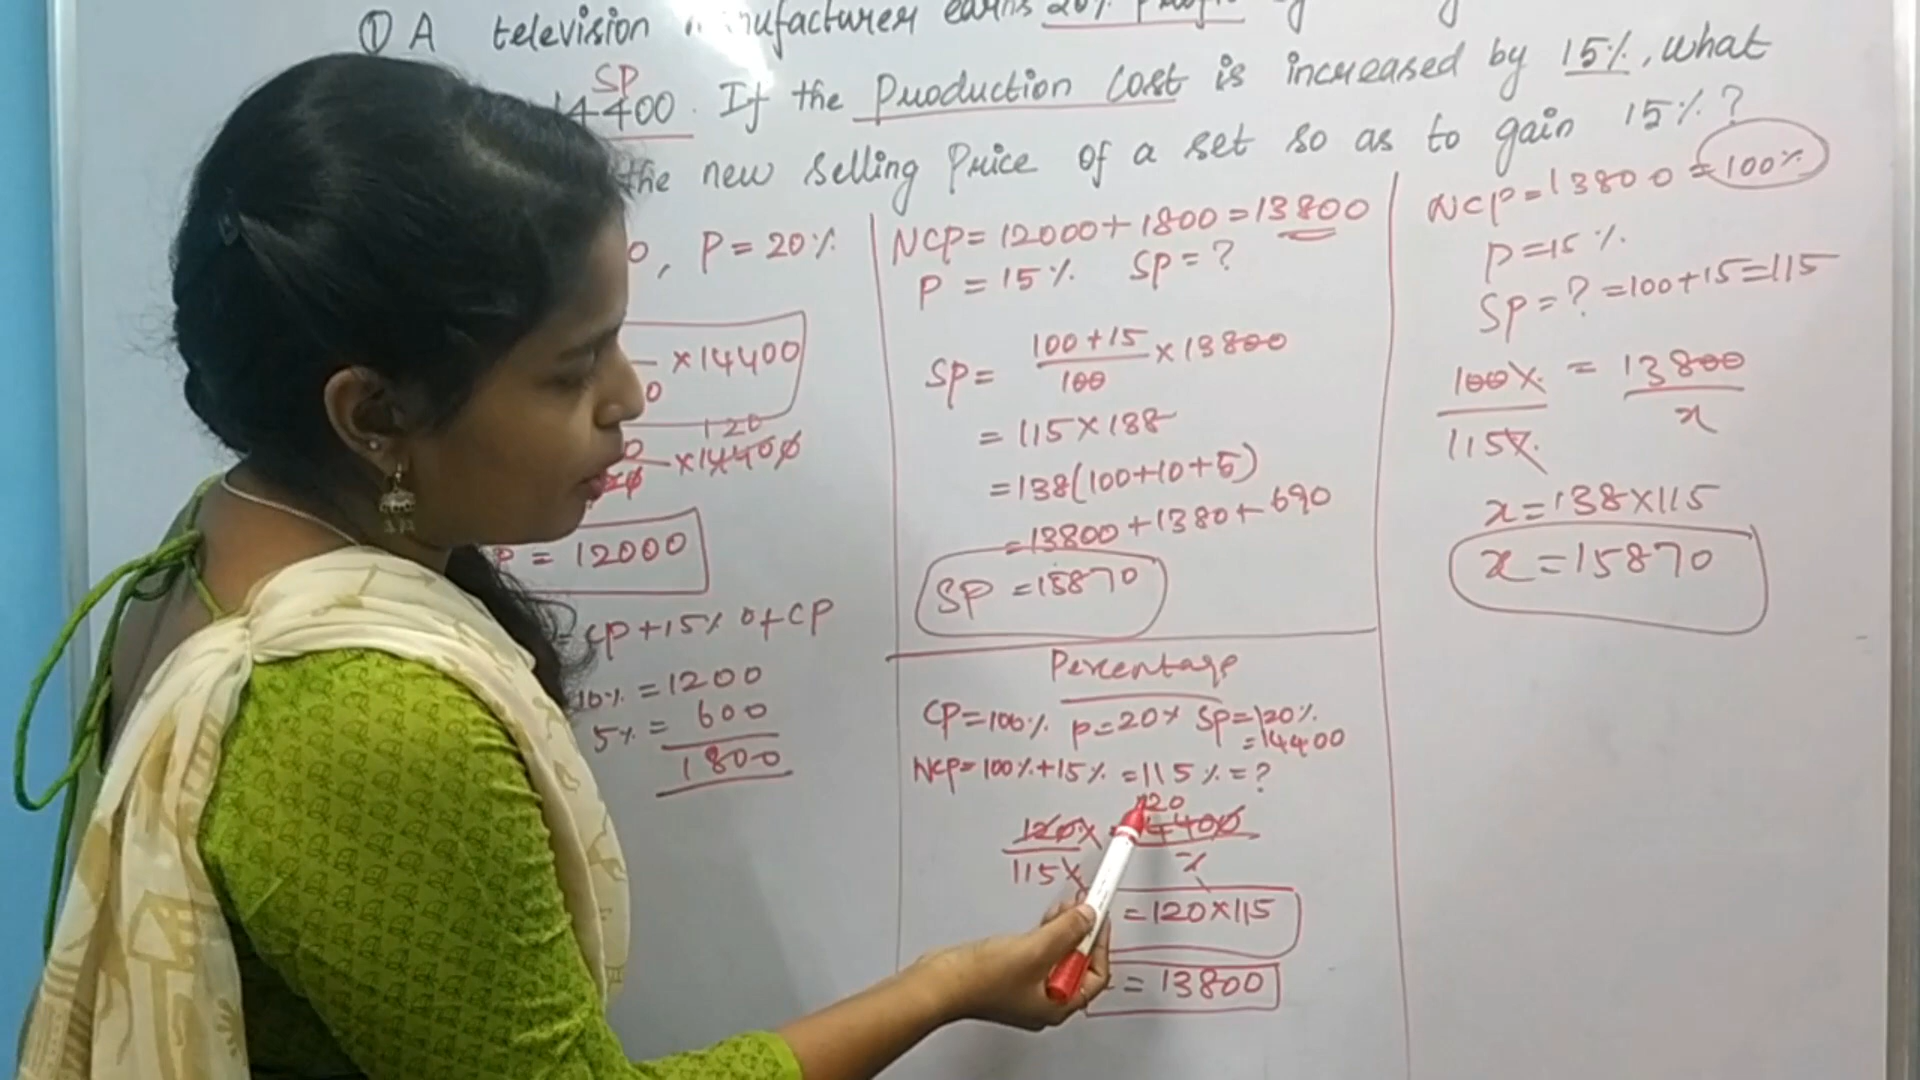 ① A television manufacturer earns 20% profit
SP
14400. If the Production Cost is increased by 15%, what
the new selling Price of a set so as to gain 15%?
0, P = 20%
×14400
0
120
×14400
= 12000
= CP+15% of CP
10% = 1200
5% = 600
1800
NCP = 12000+1800=13800
P = 15% SP = ?
SP = 100+15 ×13800
100
= 115×138
=138(100+10+5)
=13800+1380+690
SP =15870
Percentage
CP=100% P=20% SP=120%
=14400
NCP=100%+15% =115%=?
120
120% = 14400
115% x
=120×115
= 13800
NCP=13800=100%
P=15%
SP=?=100+15=115
100% = 13800
115% x
x=138×115
x=15870